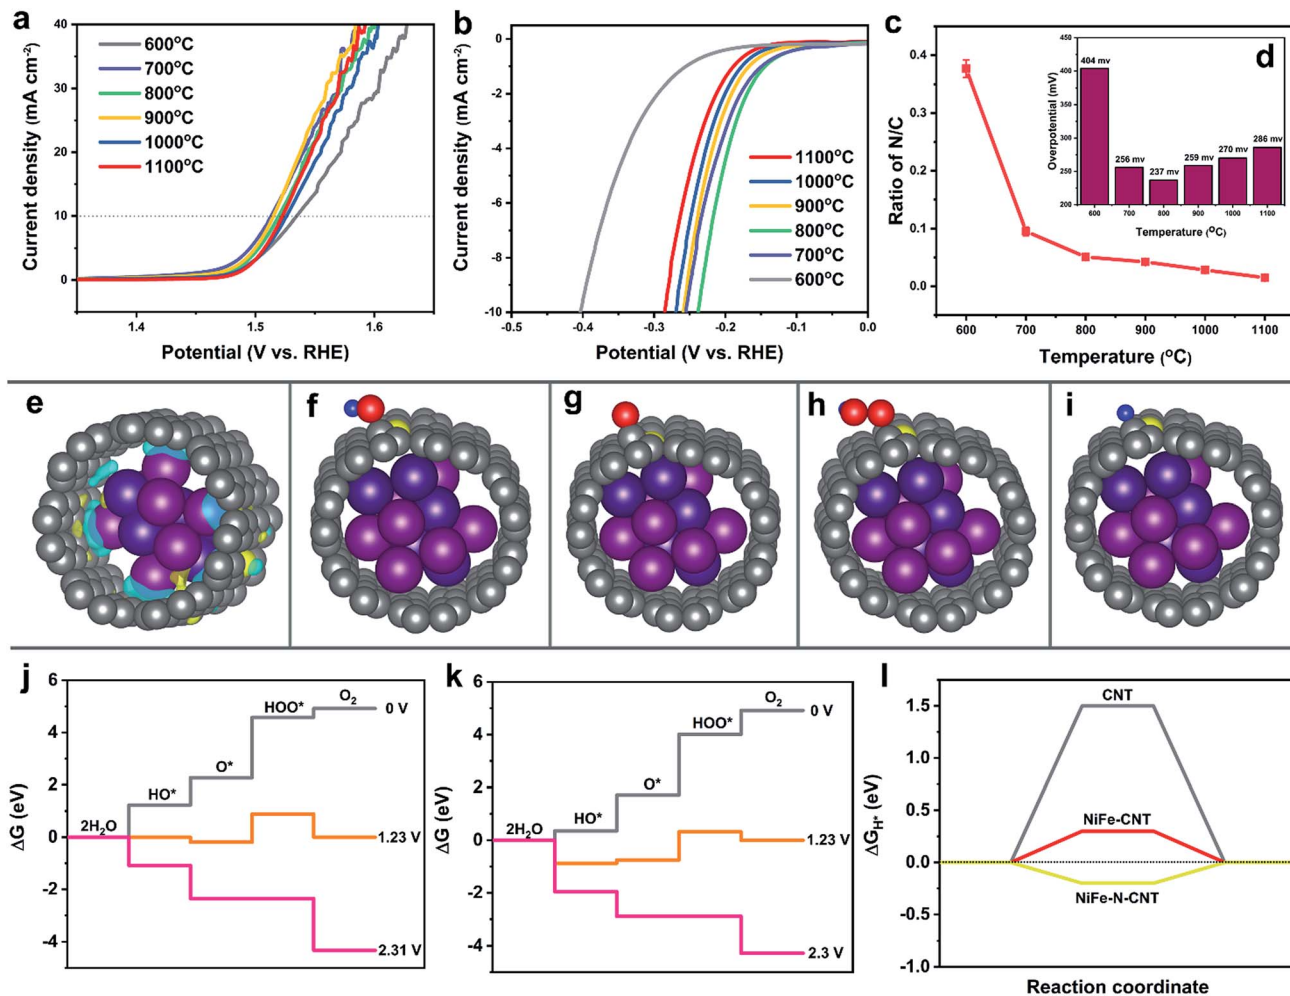 a
40
30
20
10
0
1.4
1.5
1.6
Current density (mA cm⁻²)
Potential (V vs. RHE)
600°C
700°C
800°C
900°C
1000°C
1100°C
b
0
-2
-4
-6
-8
-10
-0.5
-0.4
-0.3
-0.2
-0.1
0.0
Current density (mA cm⁻²)
Potential (V vs. RHE)
1100°C
1000°C
900°C
800°C
700°C
600°C
c
0.4
0.3
0.2
0.1
0.0
600
700
800
900
1000
1100
Ratio of N/C
Temperature (°C)
d
450
400
350
300
250
200
Overpotential (mV)
404 mv
256 mv
237 mv
259 mv
270 mv
286 mv
600
700
800
900
1000
1100
Temperature (°C)
e
f
g
h
i
j
6
4
2
0
-2
-4
ΔG (eV)
2H₂O
HO*
O*
HOO*
O₂
0 V
1.23 V
2.31 V
k
6
4
2
0
-2
-4
ΔG (eV)
2H₂O
HO*
O*
HOO*
O₂
0 V
1.23 V
2.3 V
l
1.5
1.0
0.5
0.0
-0.5
-1.0
ΔG_H* (eV)
CNT
NiFe-CNT
NiFe-N-CNT
Reaction coordinate